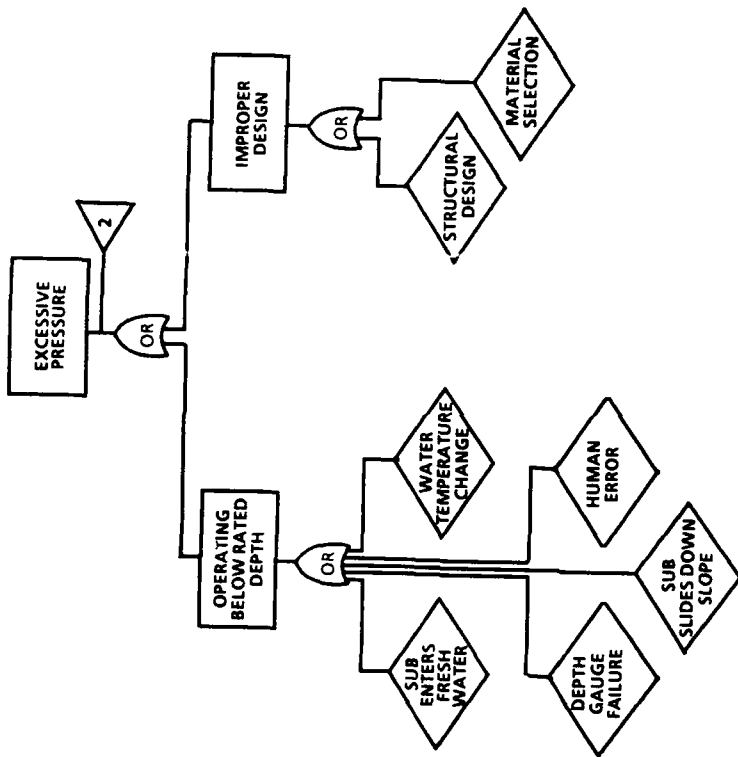 EXCESSIVE
PRESSURE
2
OR
OPERATING
BELOW RATED
DEPTH
OR
SUB
ENTERS
FRESH
WATER
WATER
TEMPERATURE
CHANGE
DEPTH
GAUGE
FAILURE
SUB
SLIDES DOWN
SLOPE
HUMAN
ERROR
IMPROPER
DESIGN
OR
STRUCTURAL
DESIGN
MATERIAL
SELECTION